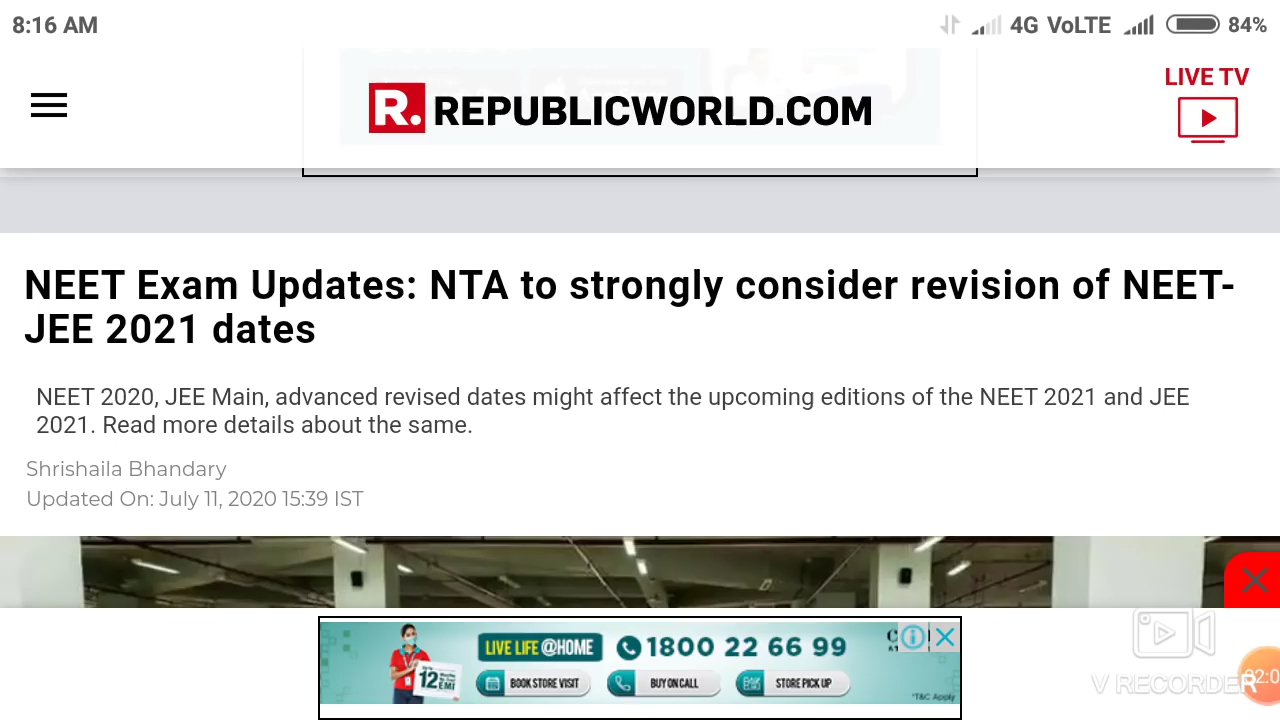 8:16 AM
4G VoLTE
84%
R. REPUBLICWORLD.COM
LIVE TV
NEET Exam Updates: NTA to strongly consider revision of NEET-
JEE 2021 dates
NEET 2020, JEE Main, advanced revised dates might affect the upcoming editions of the NEET 2021 and JEE
2021. Read more details about the same.
Shrishaila Bhandary
Updated On: July 11, 2020 15:39 IST
LIVE LIFE @HOME
1800 22 66 99
12
EMI
BOOK STORE VISIT
BUY ON CALL
STORE PICK UP
*T&C Apply
V RECORDER
02:0